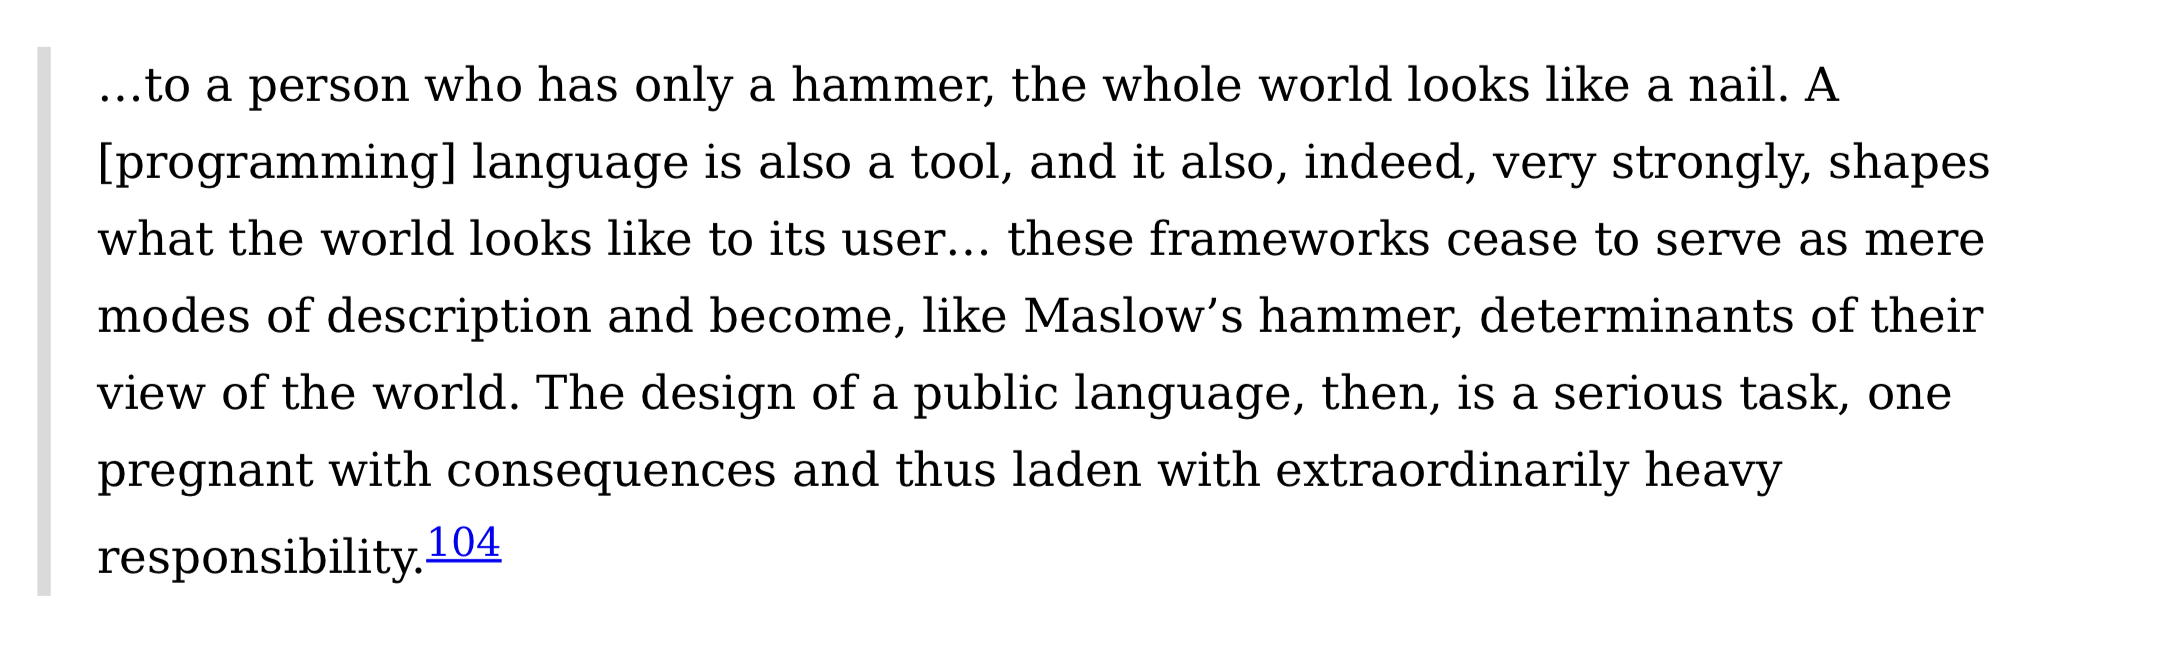 …to a person who has only a hammer, the whole world looks like a nail. A
[programming] language is also a tool, and it also, indeed, very strongly, shapes
what the world looks like to its user… these frameworks cease to serve as mere
modes of description and become, like Maslow’s hammer, determinants of their
view of the world. The design of a public language, then, is a serious task, one
pregnant with consequences and thus laden with extraordinarily heavy
responsibility.104